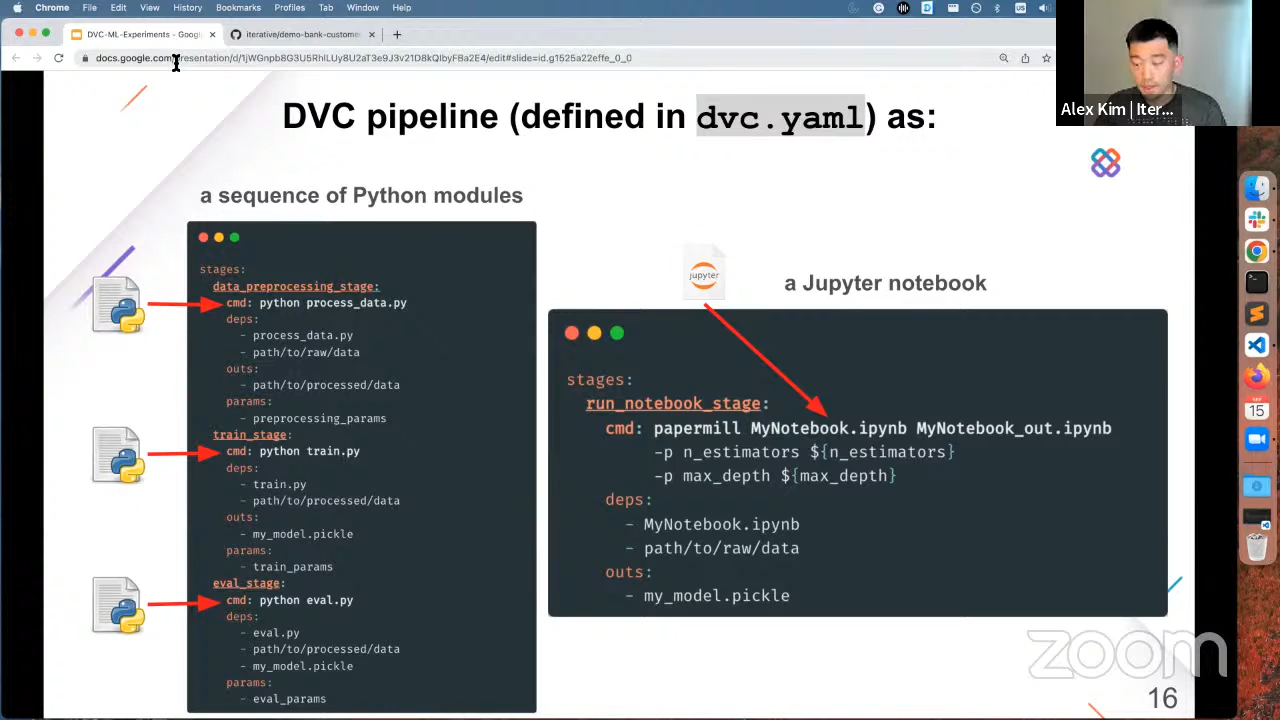 Chrome File Edit View History Bookmarks Profiles Tab Window Help US
DVC-ML-Experiments - Goog
iterative/demo-bank-custome
docs.google.com
presentation/d/1jWGnpb8G3U5RhlLUy8U2aT3e9J3v21D8kQlbyFBa2E4/edit#slide=id.g1525a22effe_0_0
Alex Kim | Iter...
DVC pipeline (defined in dvc.yaml) as:
a sequence of Python modules
stages:
data_preprocessing_stage:
cmd: python process_data.py
deps:
- process_data.py
- path/to/raw/data
outs:
- path/to/processed/data
params:
- preprocessing_params
train_stage:
cmd: python train.py
deps:
- train.py
- path/to/processed/data
outs:
- my_model.pickle
params:
- train_params
eval_stage:
cmd: python eval.py
deps:
- eval.py
- path/to/processed/data
- my_model.pickle
params:
- eval_params
jupyter
a Jupyter notebook
stages:
run_notebook_stage:
cmd: papermill MyNotebook.ipynb MyNotebook_out.ipynb
-p n_estimators ${n_estimators}
-p max_depth ${max_depth}
deps:
- MyNotebook.ipynb
- path/to/raw/data
outs:
- my_model.pickle
15
zoom
16